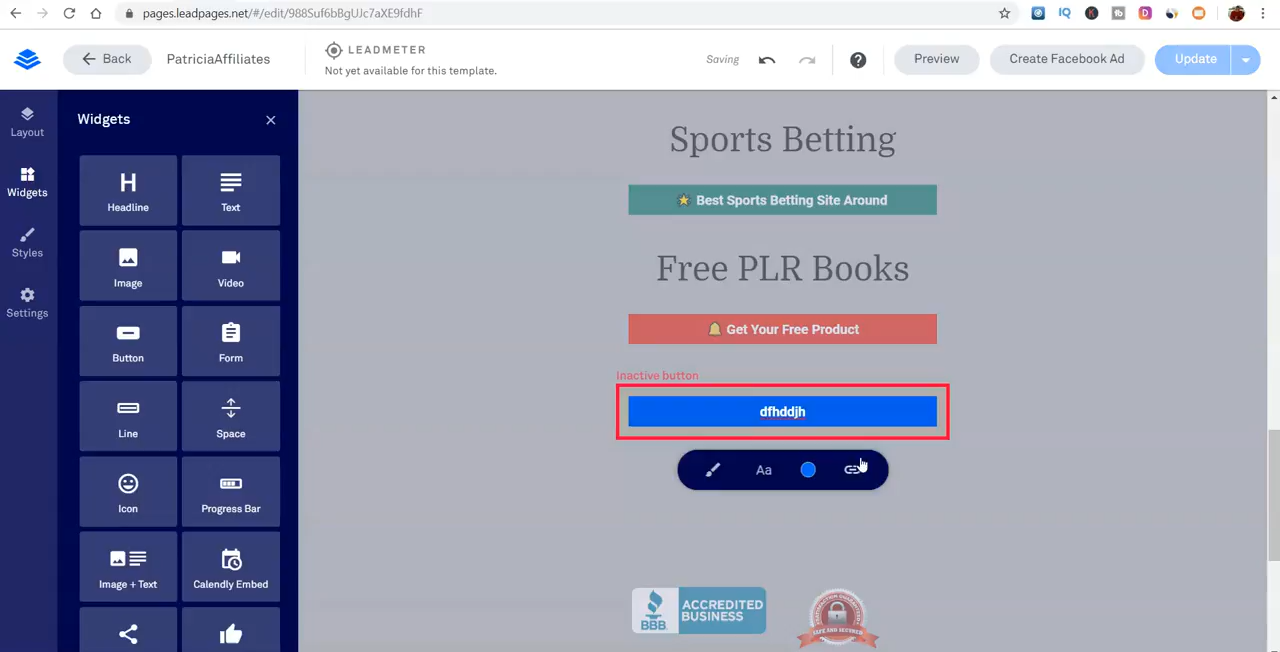 pages.leadpages.net/#/edit/988Suf6bBgUJc7aXE9fdhF
Back
PatriciaAffiliates
LEADMETER
Not yet available for this template.
Saving
Preview
Create Facebook Ad
Update
Layout
Widgets
Styles
Settings
Widgets
Headline
Text
Image
Video
Button
Form
Line
Space
Icon
Progress Bar
Image + Text
Calendly Embed
Sports Betting
Best Sports Betting Site Around
Free PLR Books
Get Your Free Product
Inactive button
dfhddjh
Aa
BBB
ACCREDITED
BUSINESS